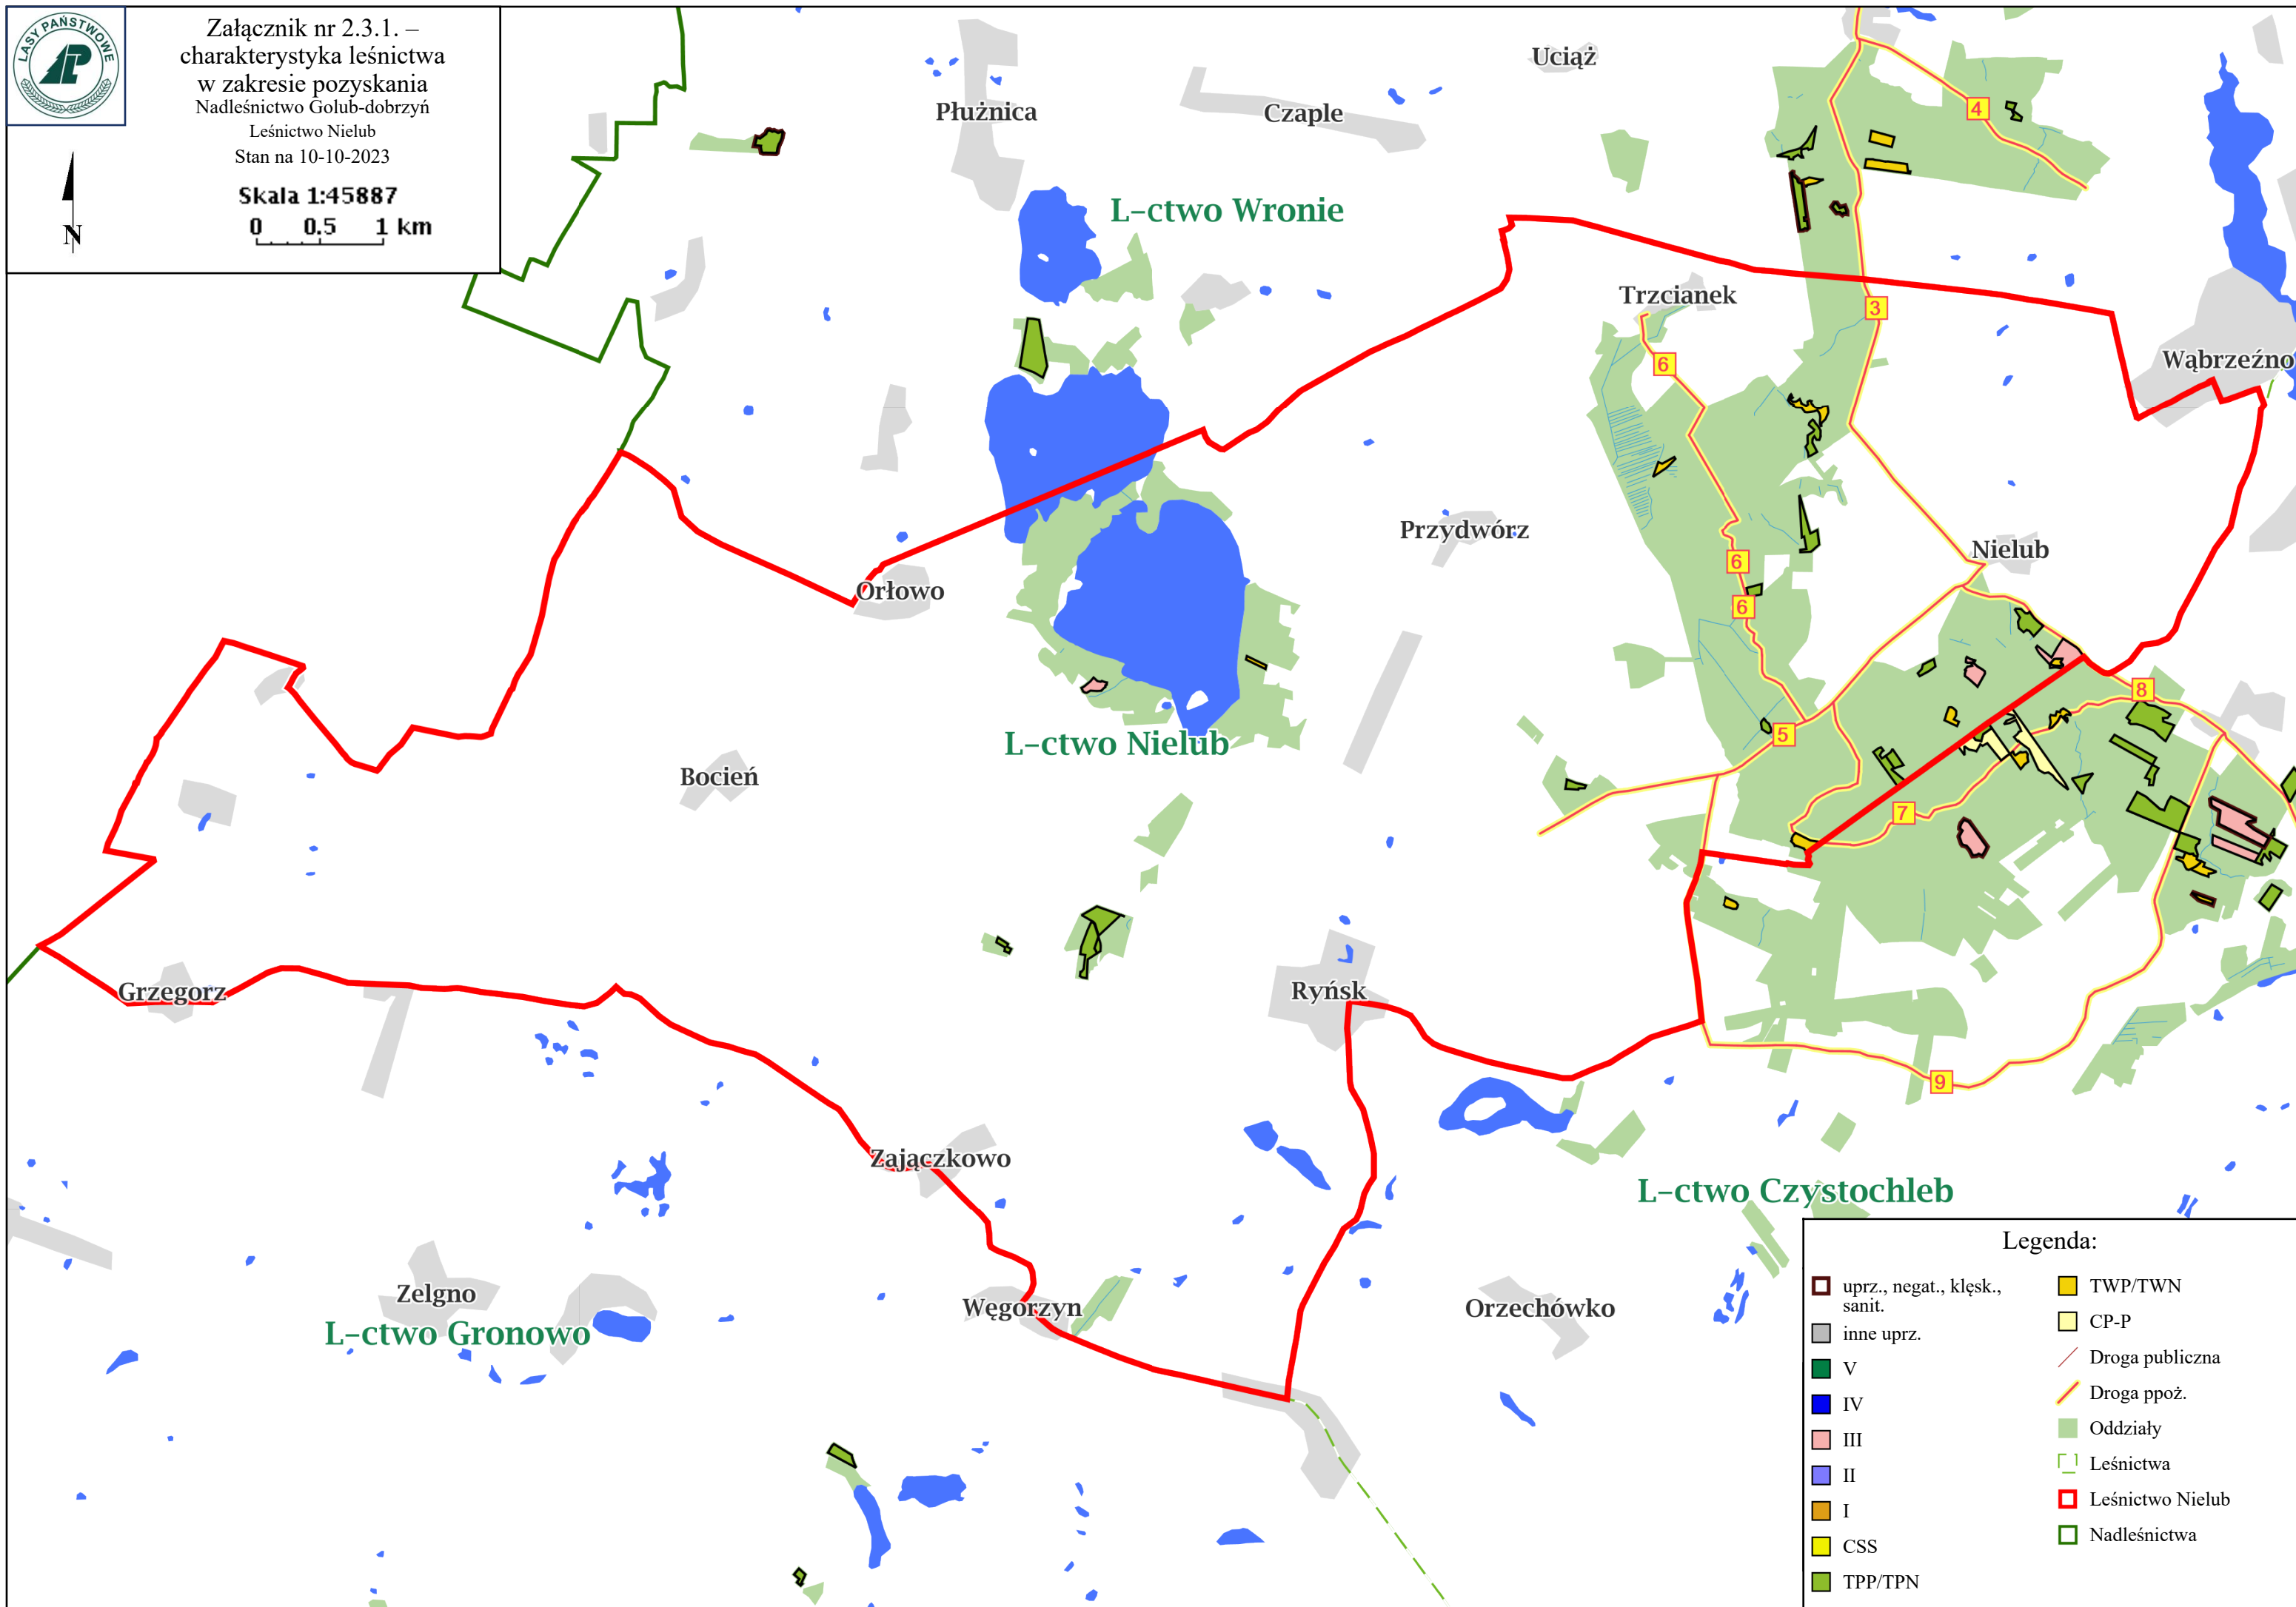 LASY PAŃSTWOWE
Załącznik nr 2.3.1. –
charakterystyka leśnictwa
w zakresie pozyskania
Nadleśnictwo Golub-dobrzyń
Leśnictwo Nielub
Stan na 10-10-2023
Skala 1:45887
0 0.5 1 km
N
Uciąż
Płużnica
Czaple
4
L-ctwo Wronie
Trzcianek
3
6
Wąbrzeźno
Przydwórz
Nielub
6
Orłowo
6
8
5
L-ctwo Nielub
Bocień
7
Grzegorz
Ryńsk
9
Zajączkowo
L-ctwo Czystochleb
Zelgno
Węgorzyn
Orzechówko
L-ctwo Gronowo
Legenda:
uprz., negat., klęsk.,
sanit.
inne uprz.
V
IV
III
II
I
CSS
TPP/TPN
TWP/TWN
CP-P
Droga publiczna
Droga ppoż.
Oddziały
Leśnictwa
Leśnictwo Nielub
Nadleśnictwa